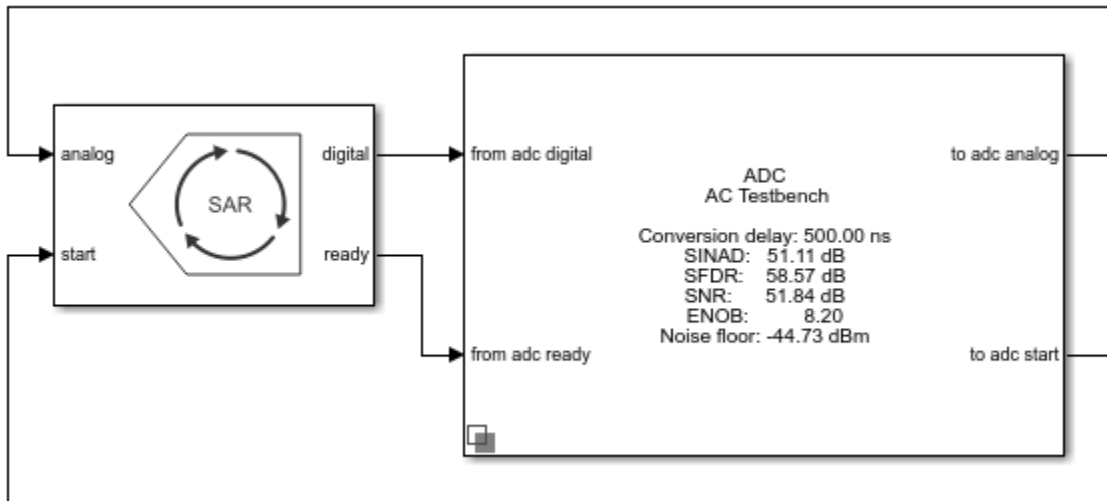 analog
start
SAR
digital
ready
from adc digital
from adc ready
ADC
AC Testbench
Conversion delay: 500.00 ns
SINAD: 51.11 dB
SFDR: 58.57 dB
SNR: 51.84 dB
ENOB: 8.20
Noise floor: -44.73 dBm
to adc analog
to adc start